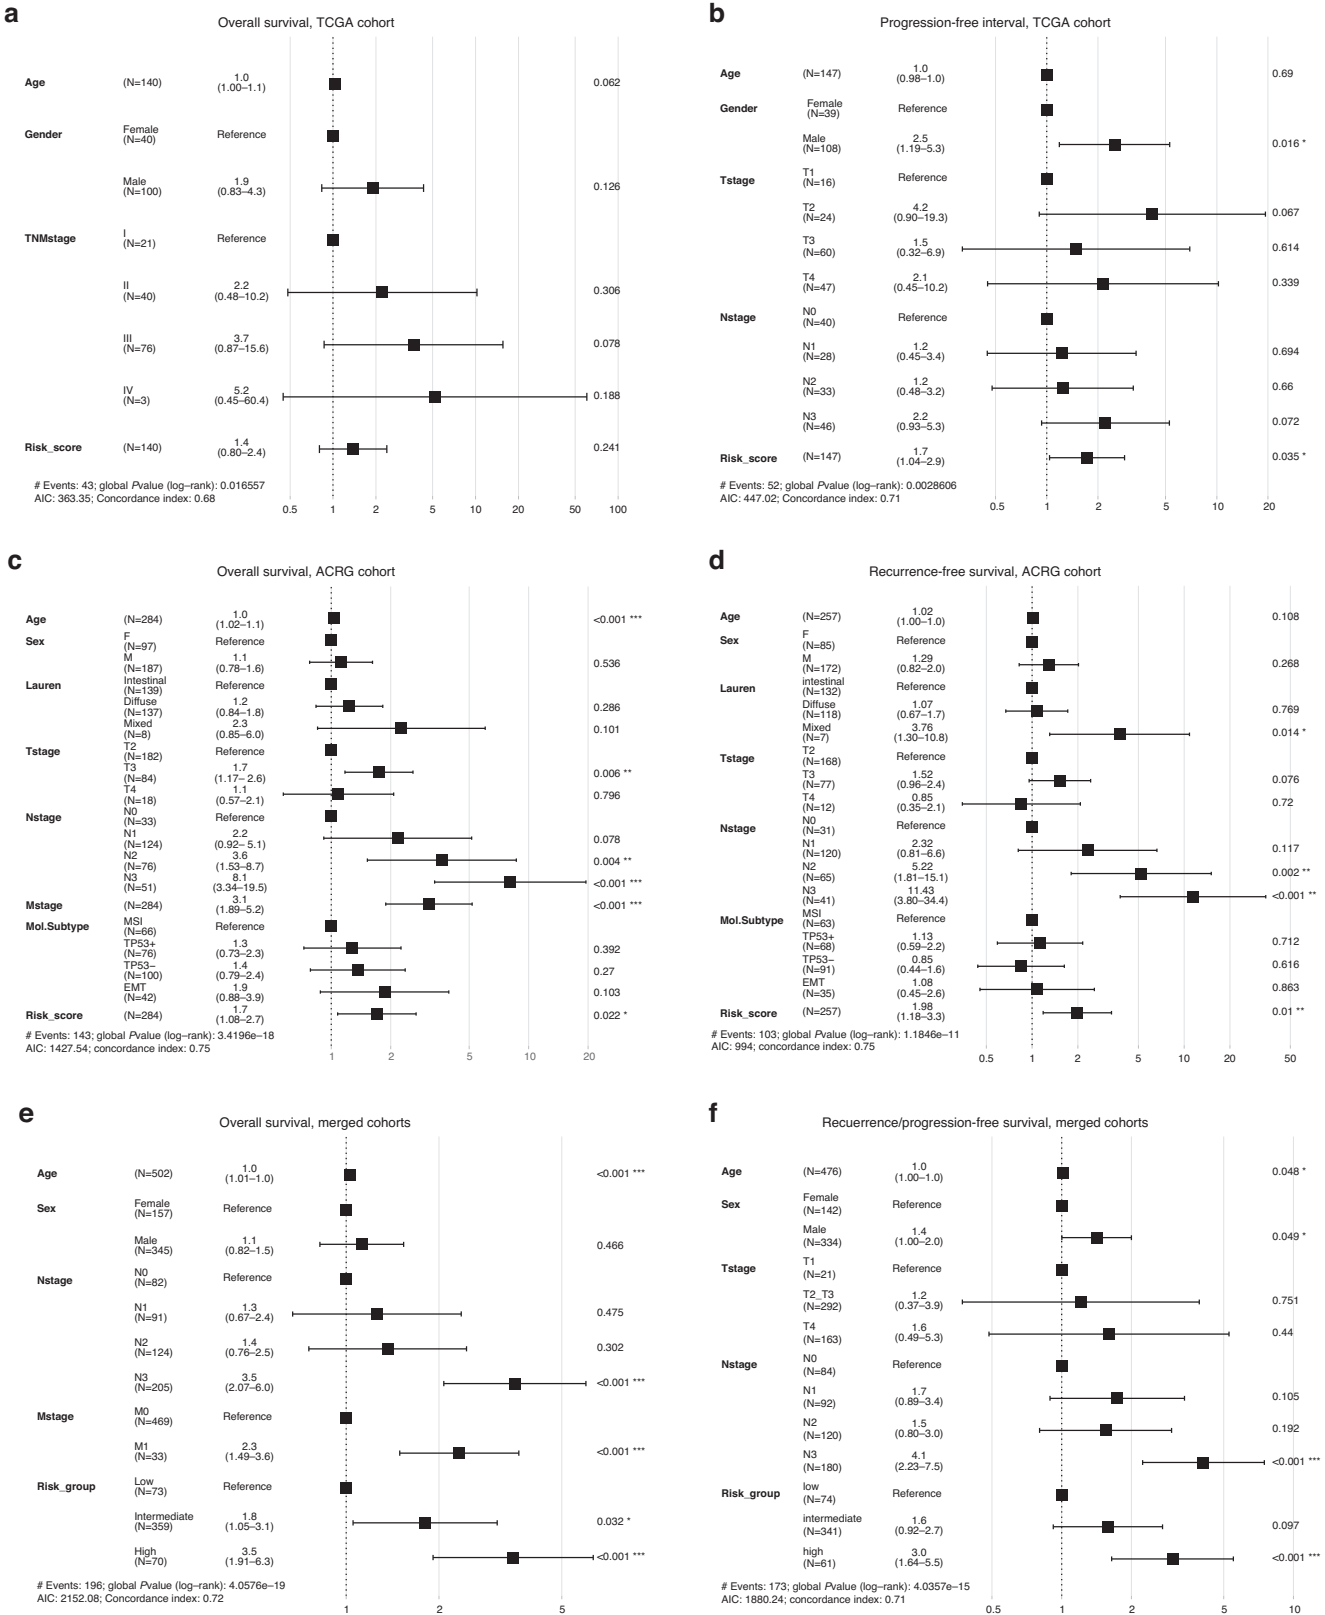 a
Overall survival, TCGA cohort
Age (N=140) 1.0 (1.00–1.1) 0.062
Gender Female (N=40) Reference
Male (N=100) 1.9 (0.83–4.3) 0.126
TNMstage I (N=21) Reference
II (N=40) 2.2 (0.48–10.2) 0.306
III (N=76) 3.7 (0.87–15.6) 0.078
IV (N=3) 5.2 (0.45–60.4) 0.188
Risk_score (N=140) 1.4 (0.80–2.4) 0.241
# Events: 43; global Pvalue (log–rank): 0.016557
AIC: 363.35; Concordance index: 0.68
0.5 1 2 5 10 20 50 100
b
Progression-free interval, TCGA cohort
Age (N=147) 1.0 (0.98–1.0) 0.69
Gender Female (N=39) Reference
Male (N=108) 2.5 (1.19–5.3) 0.016 *
Tstage T1 (N=16) Reference
T2 (N=24) 4.2 (0.90–19.3) 0.067
T3 (N=60) 1.5 (0.32–6.9) 0.614
T4 (N=47) 2.1 (0.45–10.2) 0.339
Nstage N0 (N=40) Reference
N1 (N=28) 1.2 (0.45–3.4) 0.694
N2 (N=33) 1.2 (0.48–3.2) 0.66
N3 (N=46) 2.2 (0.93–5.3) 0.072
Risk_score (N=147) 1.7 (1.04–2.9) 0.035 *
# Events: 52; global Pvalue (log–rank): 0.0028606
AIC: 447.02; Concordance index: 0.71
0.5 1 2 5 10 20
c
Overall survival, ACRG cohort
Age (N=284) 1.0 (1.02–1.1) <0.001 ***
Sex F (N=97) Reference
M (N=187) 1.1 (0.78–1.6) 0.536
Lauren Intestinal (N=139) Reference
Diffuse (N=137) 1.2 (0.84–1.8) 0.286
Mixed (N=8) 2.3 (0.85–6.0) 0.101
Tstage T2 (N=182) Reference
T3 (N=84) 1.7 (1.17– 2.6) 0.006 **
T4 (N=18) 1.1 (0.57–2.1) 0.796
Nstage N0 (N=33) Reference
N1 (N=124) 2.2 (0.92– 5.1) 0.078
N2 (N=76) 3.6 (1.53–8.7) 0.004 **
N3 (N=51) 8.1 (3.34–19.5) <0.001 ***
Mstage (N=284) 3.1 (1.89–5.2) <0.001 ***
Mol.Subtype MSI (N=66) Reference
TP53+ (N=76) 1.3 (0.73–2.3) 0.392
TP53– (N=100) 1.4 (0.79–2.4) 0.27
EMT (N=42) 1.9 (0.88–3.9) 0.103
Risk_score (N=284) 1.7 (1.08–2.7) 0.022 *
# Events: 143; global Pvalue (log–rank): 3.4196e–18
AIC: 1427.54; concordance index: 0.75
1 2 5 10 20
d
Recurrence-free survival, ACRG cohort
Age (N=257) 1.02 (1.00–1.0) 0.108
Sex F (N=85) Reference
M (N=172) 1.29 (0.82–2.0) 0.268
Lauren intestinal (N=132) Reference
Diffuse (N=118) 1.07 (0.67–1.7) 0.769
Mixed (N=7) 3.76 (1.30–10.8) 0.014 *
Tstage T2 (N=168) Reference
T3 (N=77) 1.52 (0.96–2.4) 0.076
T4 (N=12) 0.85 (0.35–2.1) 0.72
Nstage N0 (N=31) Reference
N1 (N=120) 2.32 (0.81–6.6) 0.117
N2 (N=65) 5.22 (1.81–15.1) 0.002 **
N3 (N=41) 11.43 (3.80–34.4) <0.001 **
Mol.Subtype MSI (N=63) Reference
TP53+ (N=68) 1.13 (0.59–2.2) 0.712
TP53– (N=91) 0.85 (0.44–1.6) 0.616
EMT (N=35) 1.08 (0.45–2.6) 0.863
Risk_score (N=257) 1.98 (1.18–3.3) 0.01 **
# Events: 103; global Pvalue (log–rank): 1.1846e–11
AIC: 994; concordance index: 0.75
0.5 1 2 5 10 20 50
e
Overall survival, merged cohorts
Age (N=502) 1.0 (1.01–1.0) <0.001 ***
Sex Female (N=157) Reference
Male (N=345) 1.1 (0.82–1.5) 0.466
Nstage N0 (N=82) Reference
N1 (N=91) 1.3 (0.67–2.4) 0.475
N2 (N=124) 1.4 (0.76–2.5) 0.302
N3 (N=205) 3.5 (2.07–6.0) <0.001 ***
Mstage M0 (N=469) Reference
M1 (N=33) 2.3 (1.49–3.6) <0.001 ***
Risk_group Low (N=73) Reference
Intermediate (N=359) 1.8 (1.05–3.1) 0.032 *
High (N=70) 3.5 (1.91–6.3) <0.001 ***
# Events: 196; global Pvalue (log–rank): 4.0576e–19
AIC: 2152.08; Concordance index: 0.72
1 2 5
f
Recuerrence/progression-free survival, merged cohorts
Age (N=476) 1.0 (1.00–1.0) 0.048 *
Sex Female (N=142) Reference
Male (N=334) 1.4 (1.00–2.0) 0.049 *
Tstage T1 (N=21) Reference
T2_T3 (N=292) 1.2 (0.37–3.9) 0.751
T4 (N=163) 1.6 (0.49–5.3) 0.44
Nstage N0 (N=84) Reference
N1 (N=92) 1.7 (0.89–3.4) 0.105
N2 (N=120) 1.5 (0.80–3.0) 0.192
N3 (N=180) 4.1 (2.23–7.5) <0.001 ***
Risk_group low (N=74) Reference
intermediate (N=341) 1.6 (0.92–2.7) 0.097
high (N=61) 3.0 (1.64–5.5) <0.001 ***
# Events: 173; global Pvalue (log–rank): 4.0357e–15
AIC: 1880.24; concordance index: 0.71
0.5 1 2 5 10